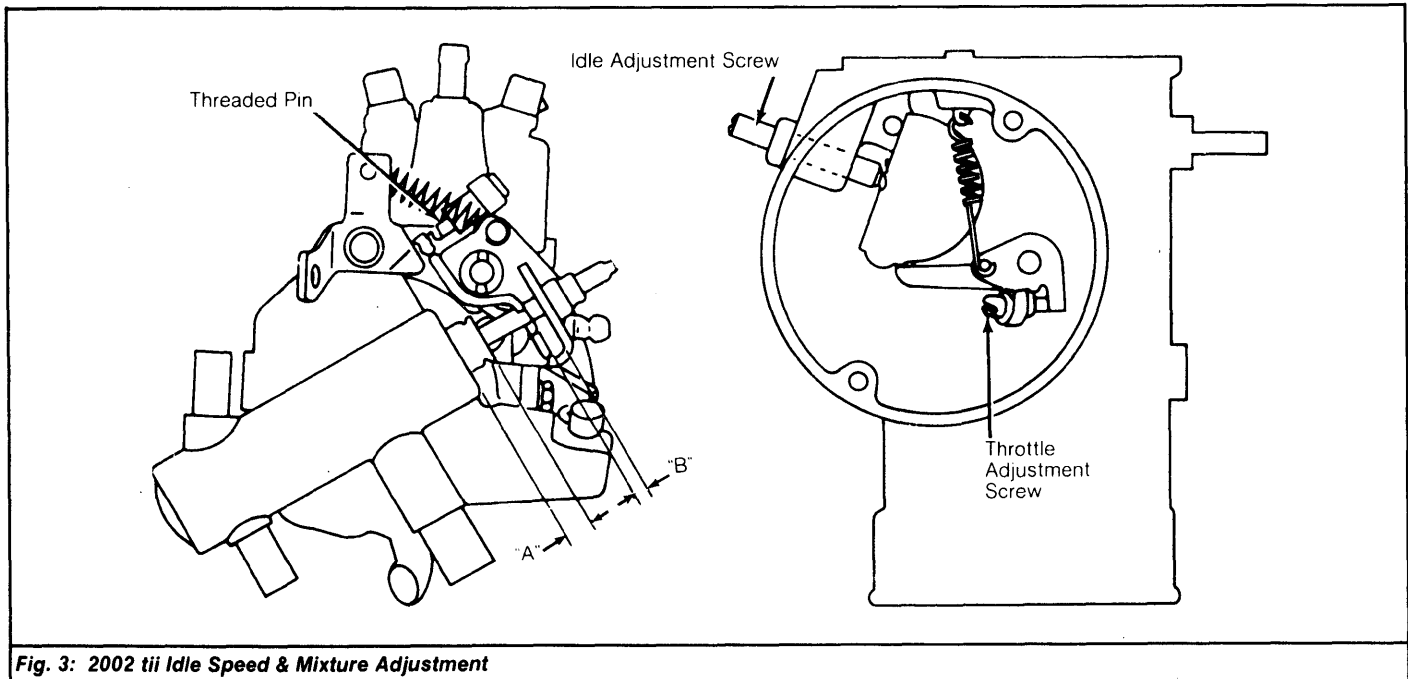 Threaded Pin
Idle Adjustment Screw
"B"
"A"
Throttle
Adjustment
Screw
Fig. 3: 2002 tii Idle Speed & Mixture Adjustment